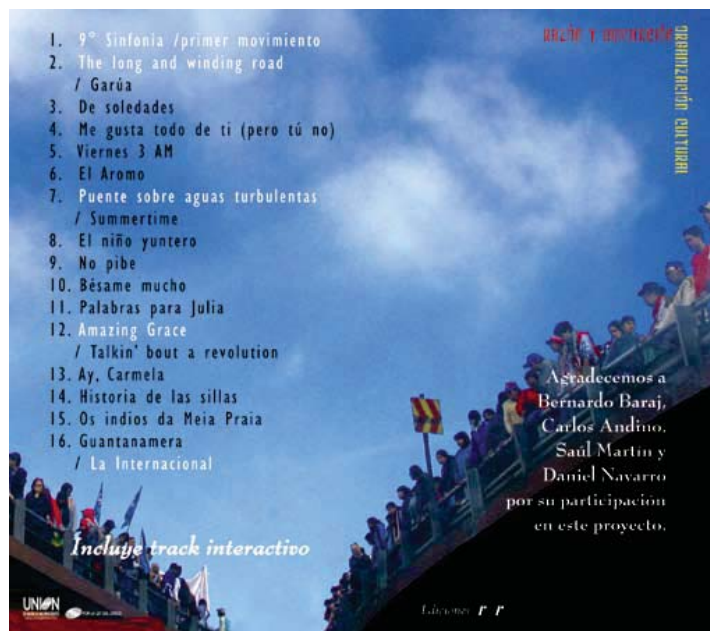 1. 9° Sinfonía /primer movimiento
2. The long and winding road
/ Garúa
3. De soledades
4. Me gusta todo de ti (pero tú no)
5. Viernes 3 AM
6. El Aromo
7. Puente sobre aguas turbulentas
/ Summertime
8. El niño yuntero
9. No pibe
10. Bésame mucho
11. Palabras para Julia
12. Amazing Grace
/ Talkin' bout a revolution
13. Ay, Carmela
14. Historia de las sillas
15. Os indios da Meia Praia
16. Guantanamera
/ La Internacional
Incluye track interactivo
RAZÓN Y REVOLUCIÓN
ORGANIZACIÓN CULTURAL
Agradecemos a
Bernardo Baraj,
Carlos Andino,
Saúl Martín y
Daniel Navarro
por su participación
en este proyecto.
Ediciones r r
UNION